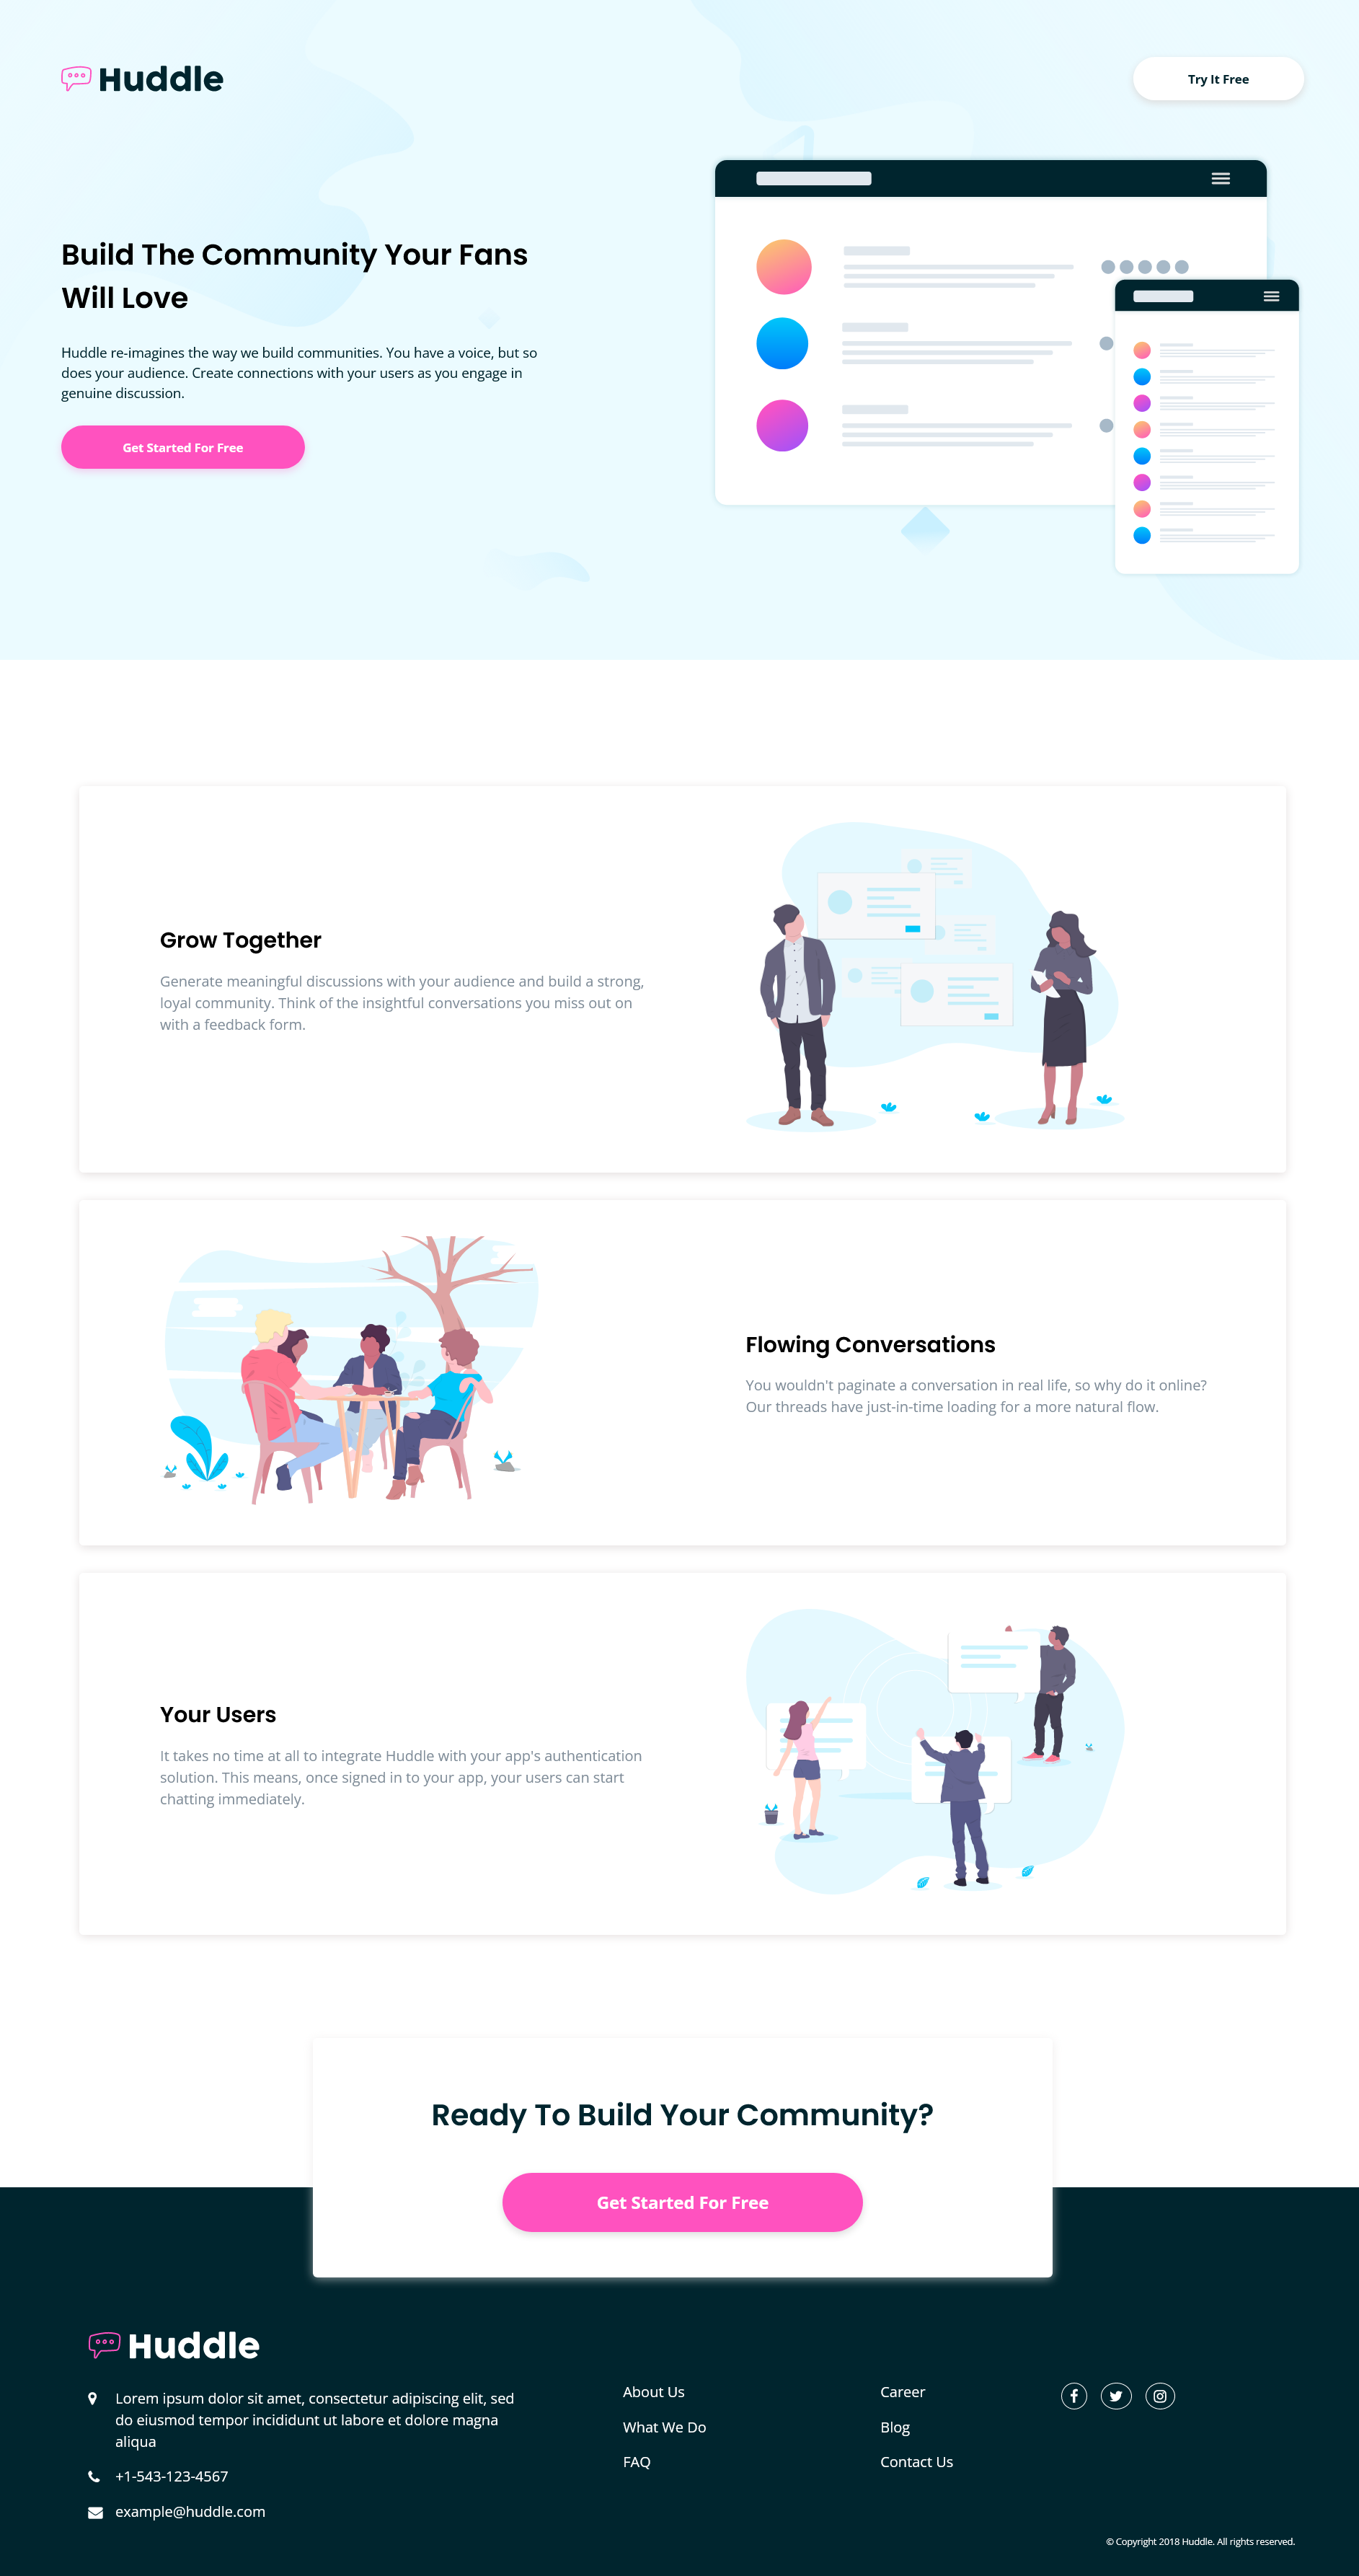 Huddle
Try It Free
Build The Community Your Fans
Will Love
Huddle re-imagines the way we build communities. You have a voice, but so
does your audience. Create connections with your users as you engage in
genuine discussion.
Get Started For Free
Grow Together
Generate meaningful discussions with your audience and build a strong,
loyal community. Think of the insightful conversations you miss out on
with a feedback form.
Flowing Conversations
You wouldn't paginate a conversation in real life, so why do it online?
Our threads have just-in-time loading for a more natural flow.
Your Users
It takes no time at all to integrate Huddle with your app's authentication
solution. This means, once signed in to your app, your users can start
chatting immediately.
Ready To Build Your Community?
Get Started For Free
Huddle
Lorem ipsum dolor sit amet, consectetur adipiscing elit, sed
do eiusmod tempor incididunt ut labore et dolore magna
aliqua
+1-543-123-4567
example@huddle.com
About Us
What We Do
FAQ
Career
Blog
Contact Us
© Copyright 2018 Huddle. All rights reserved.